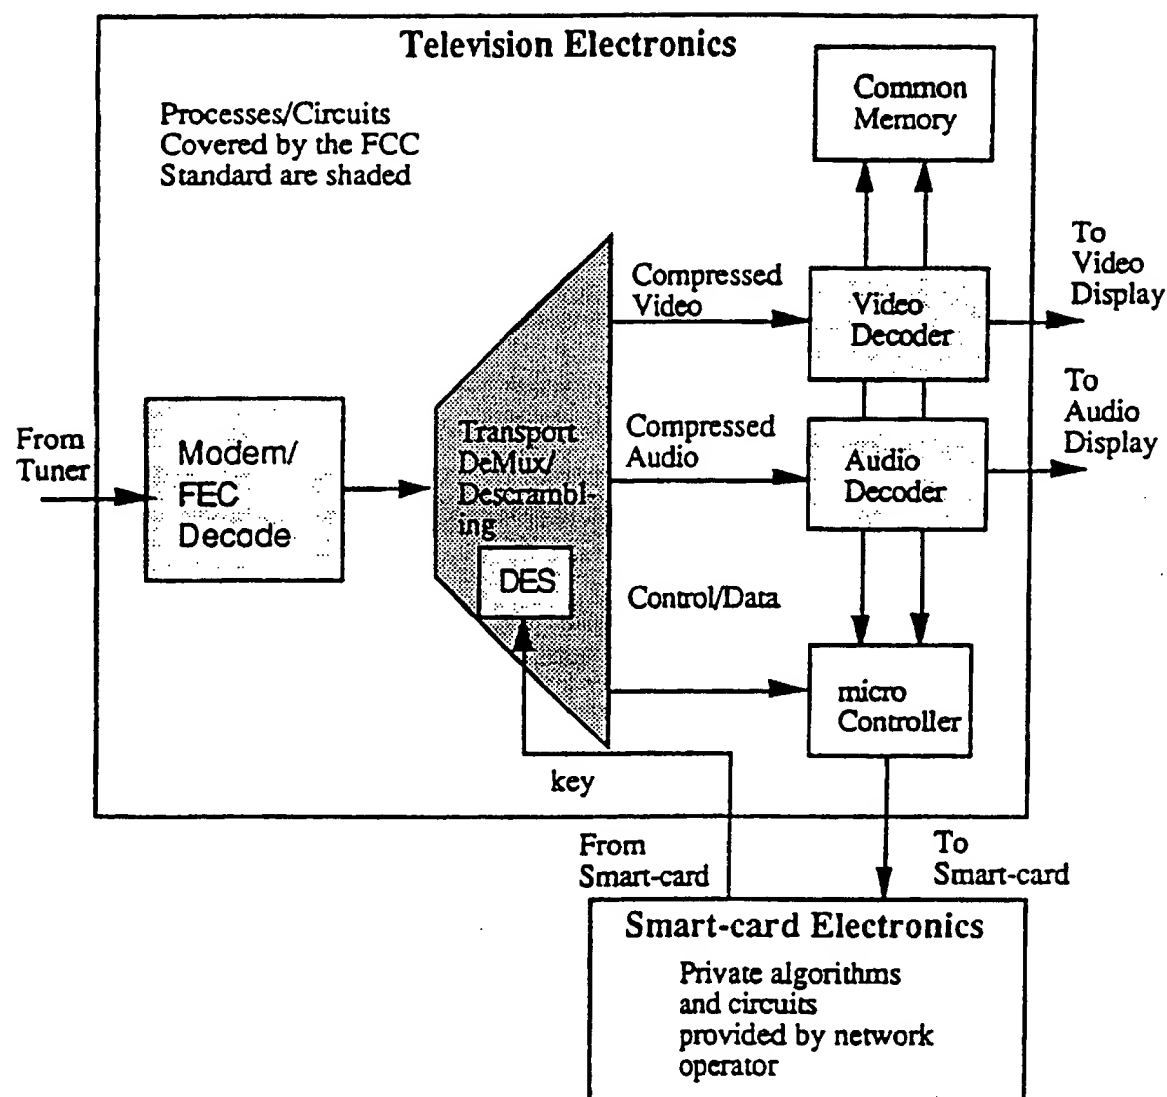 Television Electronics
Processes/Circuits
Covered by the FCC
Standard are shaded
Common
Memory
To
Video
Display
Compressed
Video
Video
Decoder
To
Audio
Display
From
Tuner
Modem/
FEC
Decode
Transport
DeMux/
Descrambl-
ing
DES
Compressed
Audio
Audio
Decoder
Control/Data
micro
Controller
key
From
Smart-card
To
Smart-card
Smart-card Electronics
Private algorithms
and circuits
provided by network
operator